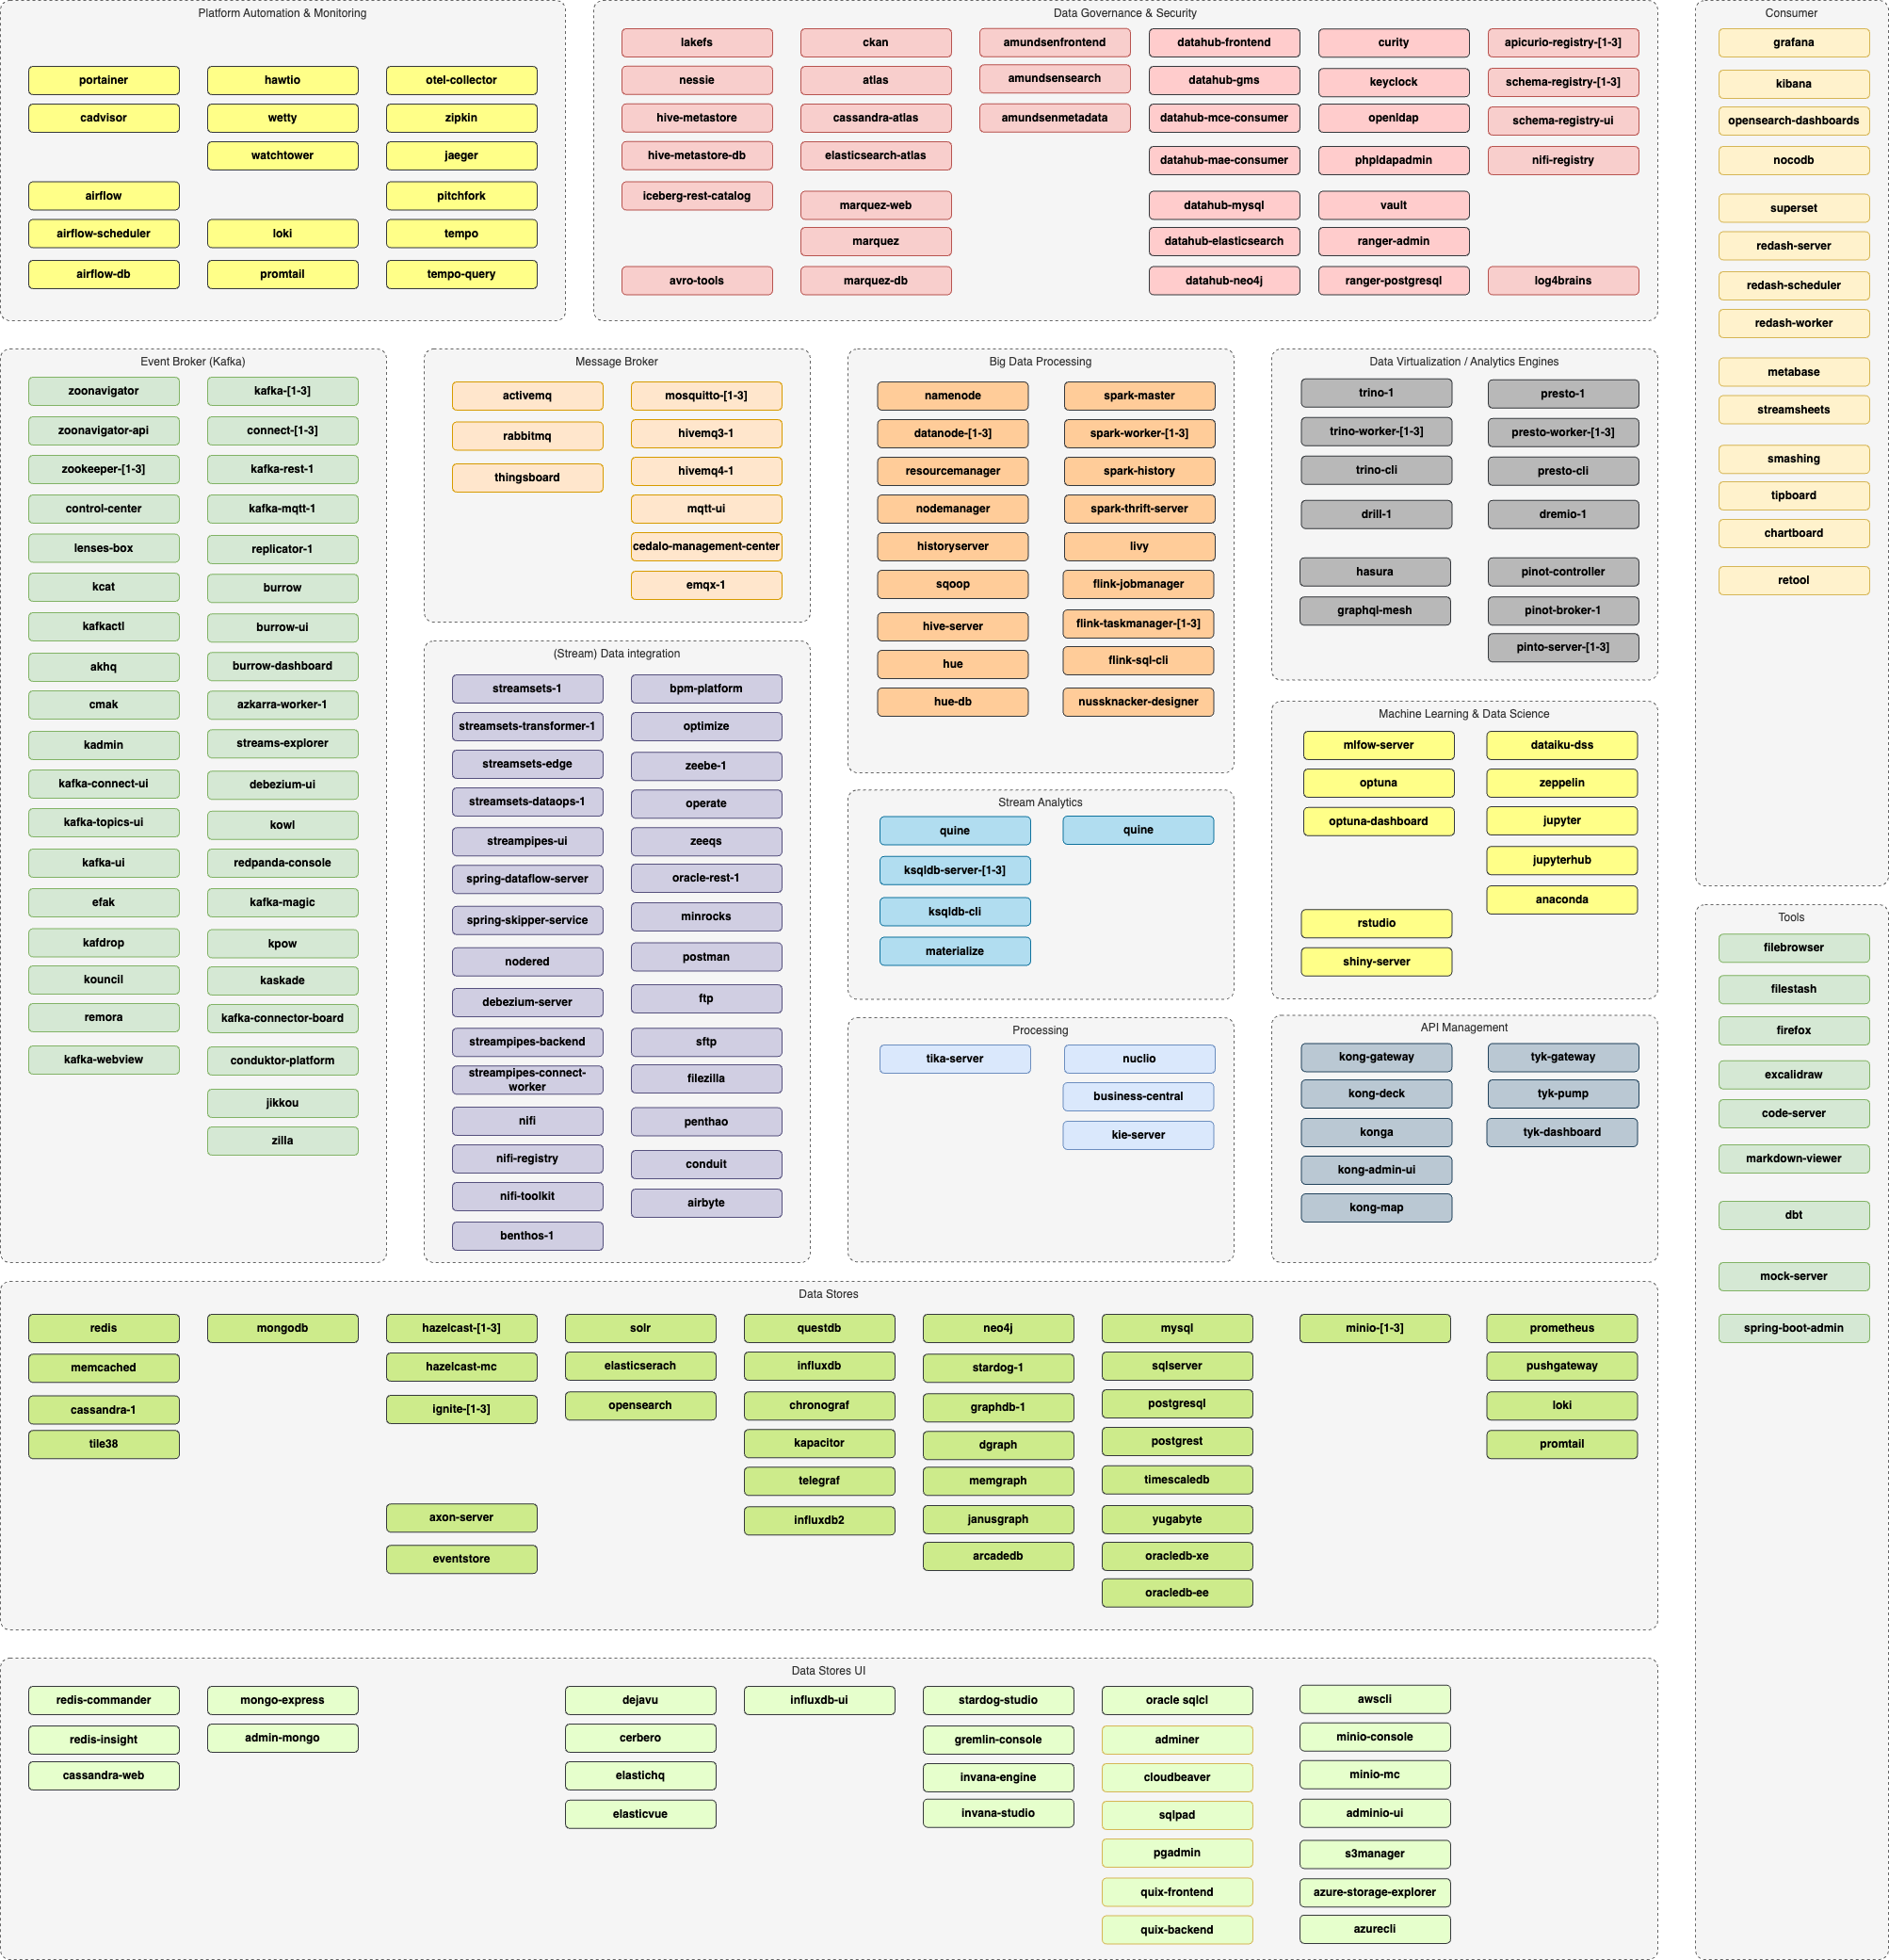 Platform Automation & Monitoring
portainer
cadvisor
airflow
airflow-scheduler
airflow-db
hawtio
wetty
watchtower
loki
promtail
otel-collector
zipkin
jaeger
pitchfork
tempo
tempo-query
Data Governance & Security
lakefs
nessie
hive-metastore
hive-metastore-db
iceberg-rest-catalog
avro-tools
ckan
atlas
cassandra-atlas
elasticsearch-atlas
marquez-web
marquez
marquez-db
amundsenfrontend
amundsensearch
amundsenmetadata
datahub-frontend
datahub-gms
datahub-mce-consumer
datahub-mae-consumer
datahub-mysql
datahub-elasticsearch
datahub-neo4j
curity
keyclock
openldap
phpldapadmin
vault
ranger-admin
ranger-postgresql
apicurio-registry-[1-3]
schema-registry-[1-3]
schema-registry-ui
nifi-registry
log4brains
Consumer
grafana
kibana
opensearch-dashboards
nocodb
superset
redash-server
redash-scheduler
redash-worker
metabase
streamsheets
smashing
tipboard
chartboard
retool
Event Broker (Kafka)
zoonavigator
zoonavigator-api
zookeeper-[1-3]
control-center
lenses-box
kcat
kafkactl
akhq
cmak
kadmin
kafka-connect-ui
kafka-topics-ui
kafka-ui
efak
kafdrop
kouncil
remora
kafka-webview
kafka-[1-3]
connect-[1-3]
kafka-rest-1
kafka-mqtt-1
replicator-1
burrow
burrow-ui
burrow-dashboard
azkarra-worker-1
streams-explorer
debezium-ui
kowl
redpanda-console
kafka-magic
kpow
kaskade
kafka-connector-board
conduktor-platform
jikkou
zilla
Message Broker
activemq
rabbitmq
thingsboard
mosquitto-[1-3]
hivemq3-1
hivemq4-1
mqtt-ui
cedalo-management-center
emqx-1
(Stream) Data integration
streamsets-1
streamsets-transformer-1
streamsets-edge
streamsets-dataops-1
streampipes-ui
spring-dataflow-server
spring-skipper-service
nodered
debezium-server
streampipes-backend
streampipes-connect-
worker
nifi
nifi-registry
nifi-toolkit
benthos-1
bpm-platform
optimize
zeebe-1
operate
zeeqs
oracle-rest-1
minrocks
postman
ftp
sftp
filezilla
penthao
conduit
airbyte
Big Data Processing
namenode
datanode-[1-3]
resourcemanager
nodemanager
historyserver
sqoop
hive-server
hue
hue-db
spark-master
spark-worker-[1-3]
spark-history
spark-thrift-server
livy
flink-jobmanager
flink-taskmanager-[1-3]
flink-sql-cli
nussknacker-designer
Stream Analytics
quine
ksqldb-server-[1-3]
ksqldb-cli
materialize
quine
Processing
tika-server
nuclio
business-central
kie-server
Data Virtualization / Analytics Engines
trino-1
trino-worker-[1-3]
trino-cli
drill-1
hasura
graphql-mesh
presto-1
presto-worker-[1-3]
presto-cli
dremio-1
pinot-controller
pinot-broker-1
pinto-server-[1-3]
Machine Learning & Data Science
mlfow-server
optuna
optuna-dashboard
rstudio
shiny-server
dataiku-dss
zeppelin
jupyter
jupyterhub
anaconda
API Management
kong-gateway
kong-deck
konga
kong-admin-ui
kong-map
tyk-gateway
tyk-pump
tyk-dashboard
Tools
filebrowser
filestash
firefox
excalidraw
code-server
markdown-viewer
dbt
mock-server
spring-boot-admin
Data Stores
redis
memcached
cassandra-1
tile38
mongodb
hazelcast-[1-3]
hazelcast-mc
ignite-[1-3]
axon-server
eventstore
solr
elasticserach
opensearch
questdb
influxdb
chronograf
kapacitor
telegraf
influxdb2
neo4j
stardog-1
graphdb-1
dgraph
memgraph
janusgraph
arcadedb
mysql
sqlserver
postgresql
postgrest
timescaledb
yugabyte
oracledb-xe
oracledb-ee
minio-[1-3]
prometheus
pushgateway
loki
promtail
Data Stores UI
redis-commander
redis-insight
cassandra-web
mongo-express
admin-mongo
dejavu
cerbero
elastichq
elasticvue
influxdb-ui
stardog-studio
gremlin-console
invana-engine
invana-studio
oracle sqlcl
adminer
cloudbeaver
sqlpad
pgadmin
quix-frontend
quix-backend
awscli
minio-console
minio-mc
adminio-ui
s3manager
azure-storage-explorer
azurecli